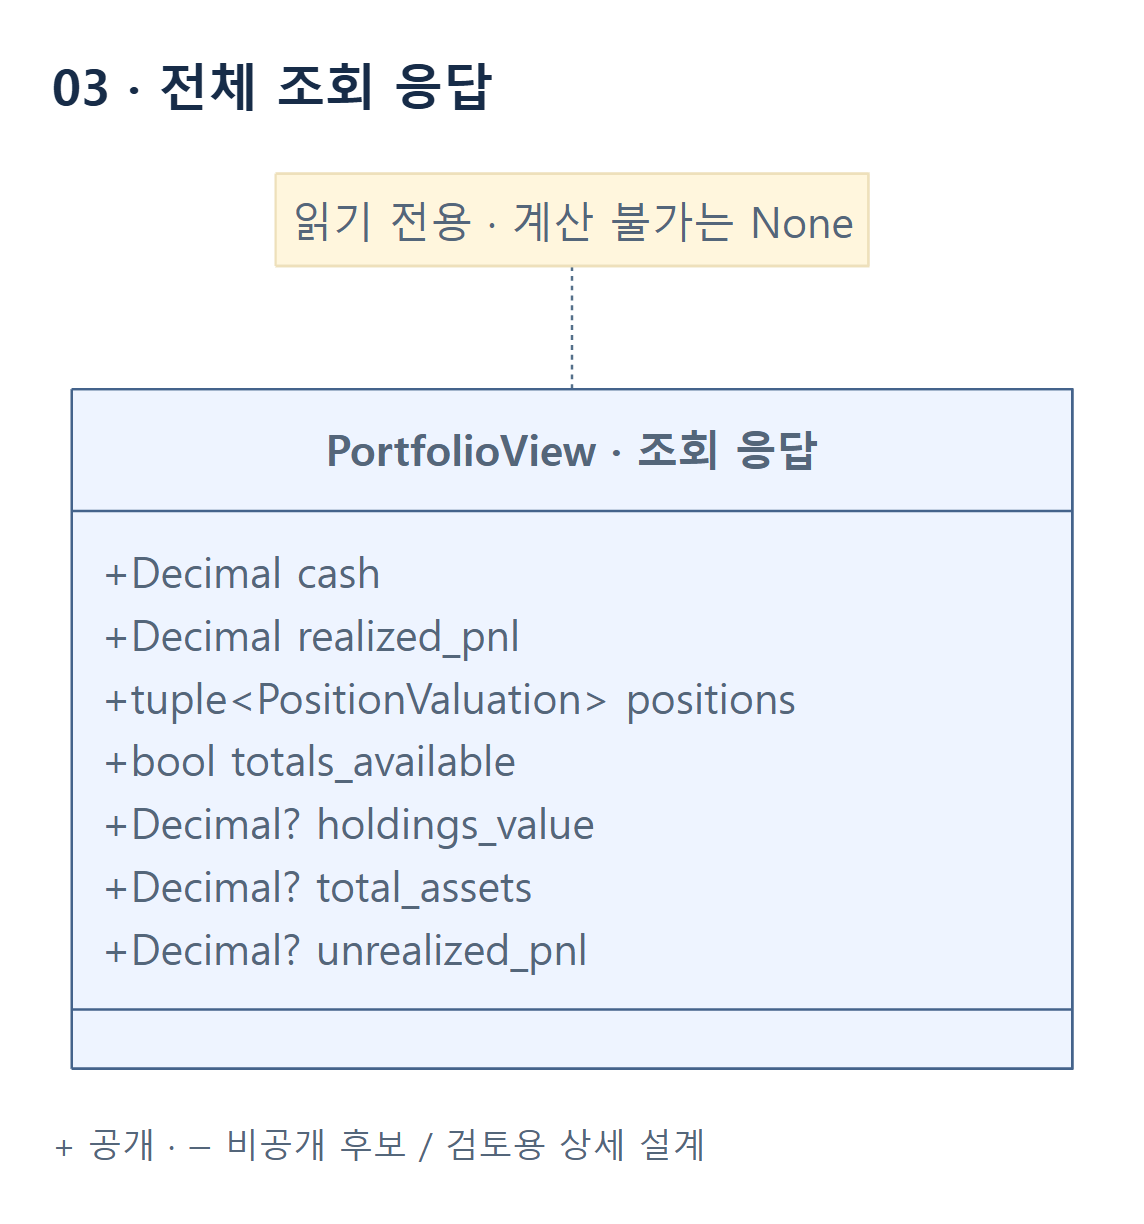 03 · 전체 조회 응답
읽기 전용 · 계산 불가는 None
PortfolioView · 조회 응답
+Decimal cash
+Decimal realized_pnl
+tuple<PositionValuation> positions
+bool totals_available
+Decimal? holdings_value
+Decimal? total_assets
+Decimal? unrealized_pnl
+ 공개 · – 비공개 후보 / 검토용 상세 설계